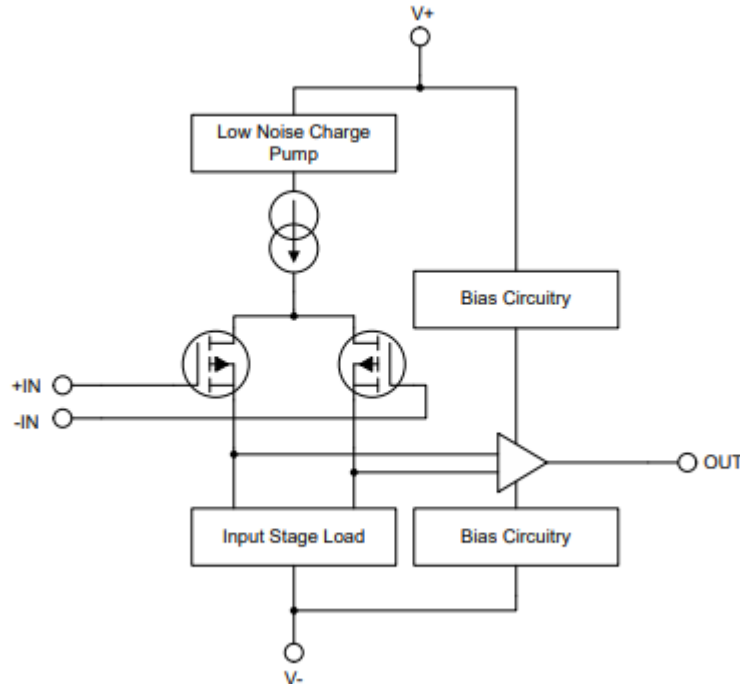 V+
Low Noise Charge
Pump
Bias Circuitry
+IN
-IN
OUT
Input Stage Load
Bias Circuitry
V-